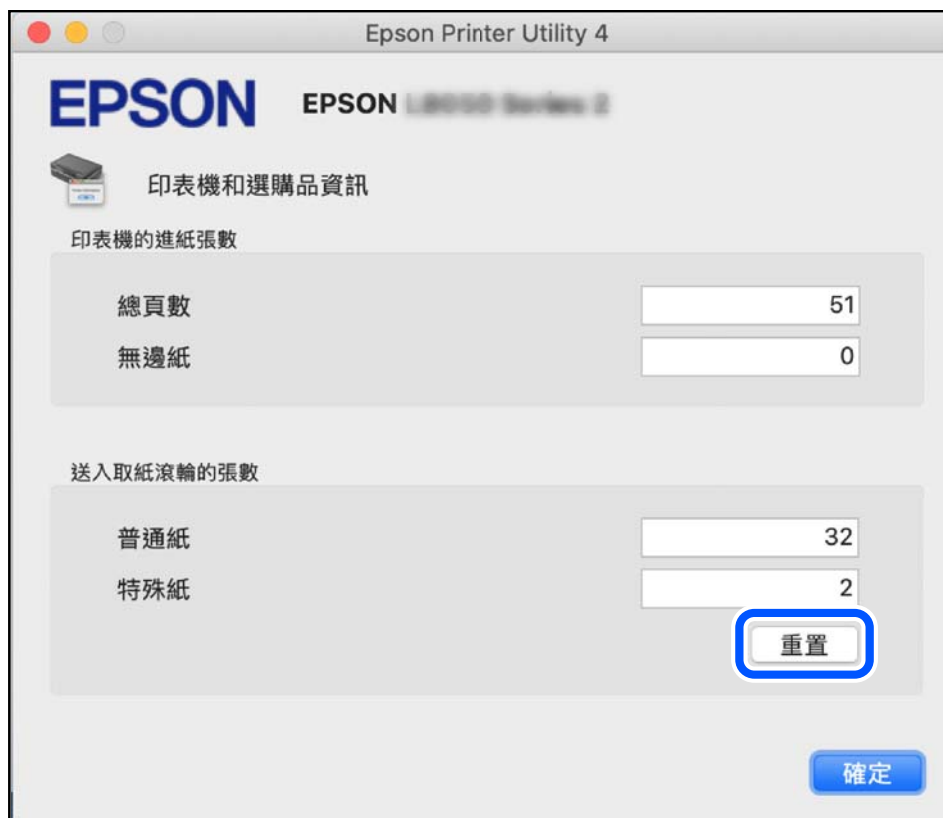 Epson Printer Utility 4
EPSON EPSON
印表機和選購品資訊
印表機的進紙張數
總頁數 51
無邊紙 0
送入取紙滾輪的張數
普通紙 32
特殊紙 2
重置
確定